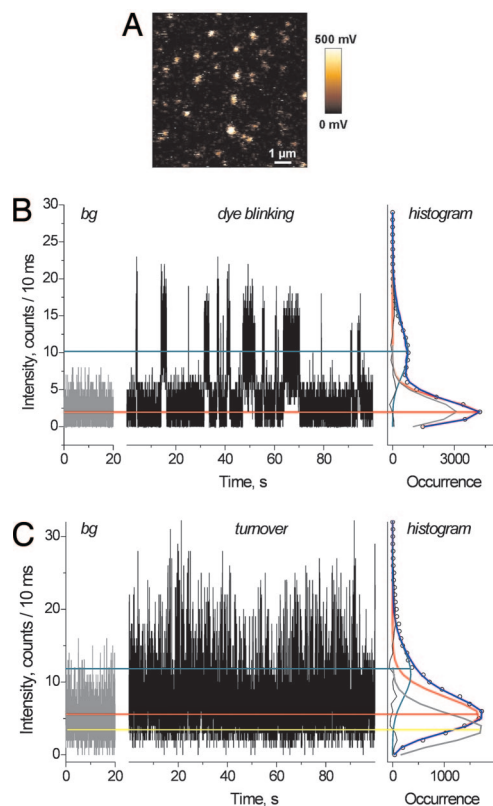 A
500 mV
0 mV
1 µm
B
bg
dye blinking
histogram
Intensity, counts / 10 ms
30
25
20
15
10
5
0
0
20
20
40
60
80
0
3000
Time, s
Occurrence
C
bg
turnover
histogram
Intensity, counts / 10 ms
30
20
10
0
0
20
20
40
60
80
0
1000
Time, s
Occurrence